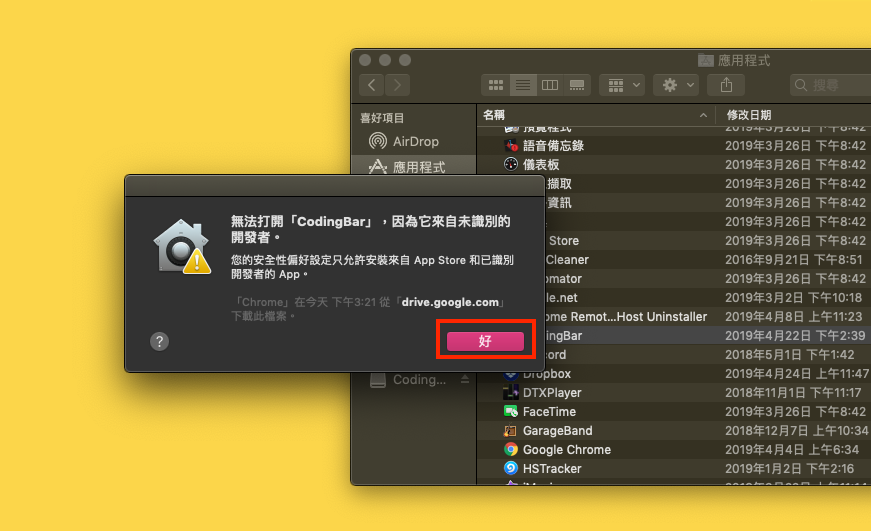 應用程式
搜尋
喜好項目
名稱
修改日期
預覽程式
2019年3月26日 下午8:42
AirDrop
語音備忘錄
2019年3月26日 下午8:42
應用程式
儀表板
2019年3月26日 下午8:42
擷取
2019年3月26日 下午8:42
資訊
2019年3月26日 下午8:42
2019年3月26日 下午8:42
Store
2019年3月26日 下午8:42
Cleaner
2016年9月21日 下午8:51
omator
2019年3月26日 下午8:42
le.net
2019年3月2日 下午10:18
ome Remot...Host Uninstaller
2019年4月8日 上午11:23
ingBar
2019年4月22日 下午2:39
cord
2018年5月1日 下午1:42
無法打開「CodingBar」，因為它來自未識別的
開發者。
您的安全性偏好設定只允許安裝來自 App Store 和已識別
開發者的 App。
「Chrome」在今天 下午3:21 從「drive.google.com」
下載此檔案。
?
好
Coding...
Dropbox
2019年4月24日 上午11:47
DTXPlayer
2018年11月1日 下午11:17
FaceTime
2019年3月26日 下午8:42
GarageBand
2018年12月7日 上午10:34
Google Chrome
2019年4月4日 上午6:34
HSTracker
2019年1月2日 下午2:16